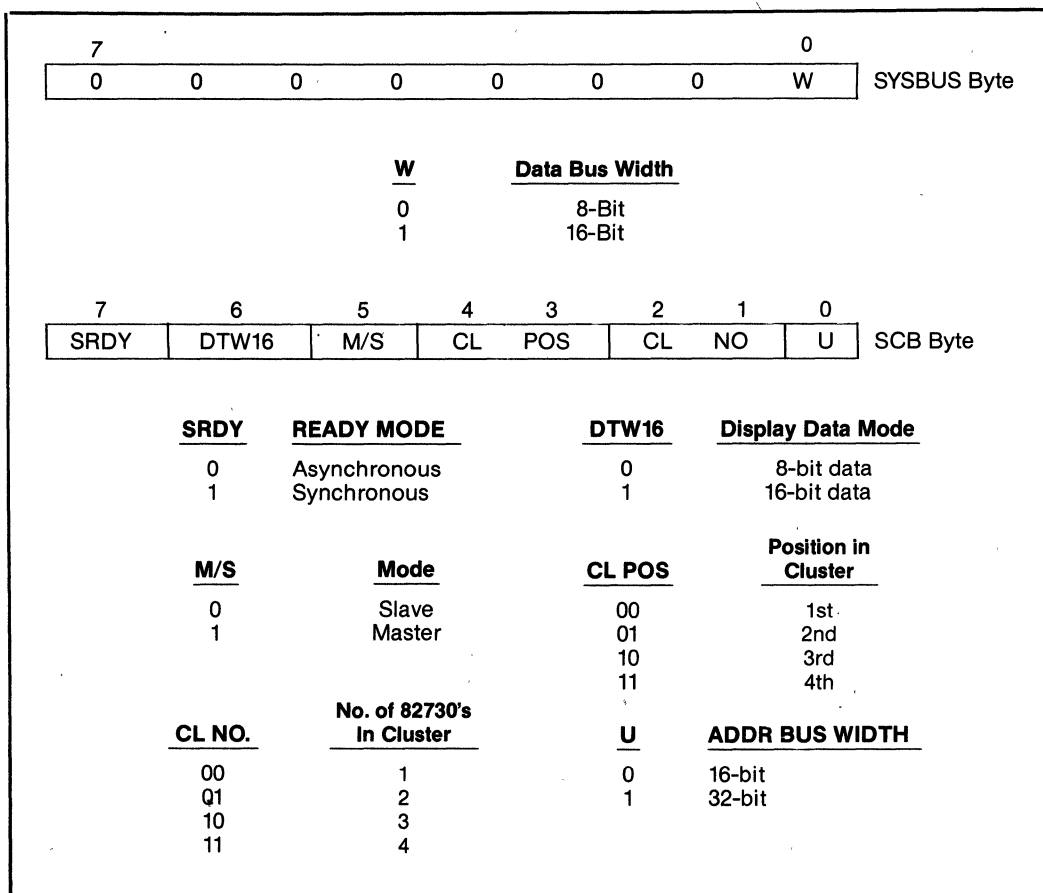 7 0
0 0 0 0 0 0 0 W SYSBUS Byte
W Data Bus Width
0 8-Bit
1 16-Bit
7 6 5 4 3 2 1 0
SRDY DTW16 M/S CL POS CL NO U SCB Byte
SRDY READY MODE DTW16 Display Data Mode
0 Asynchronous 0 8-bit data
1 Synchronous 1 16-bit data
M/S Mode CL POS Position in
Cluster
0 Slave 00 1st
1 Master 01 2nd
10 3rd
11 4th
CL NO. No. of 82730's
In Cluster U ADDR BUS WIDTH
00 1 0 16-bit
01 2 1 32-bit
10 3
11 4